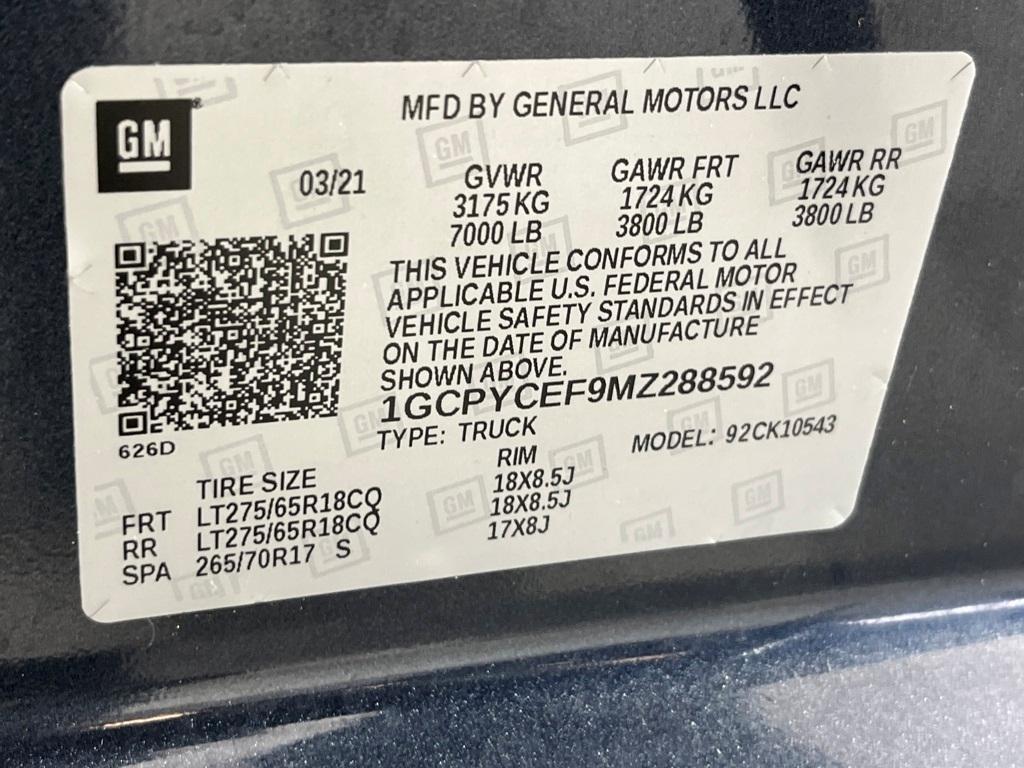 GM
MFD BY GENERAL MOTORS LLC
03/21
GVWR GAWR FRT GAWR RR
3175 KG 1724 KG 1724 KG
7000 LB 3800 LB 3800 LB
THIS VEHICLE CONFORMS TO ALL
APPLICABLE U.S. FEDERAL MOTOR
VEHICLE SAFETY STANDARDS IN EFFECT
ON THE DATE OF MANUFACTURE
SHOWN ABOVE.
1GCPYCEF9MZ288592
TYPE: TRUCK MODEL: 92CK10543
626D
TIRE SIZE RIM
FRT LT275/65R18CQ 18X8.5J
RR LT275/65R18CQ 18X8.5J
SPA 265/70R17 S 17X8J